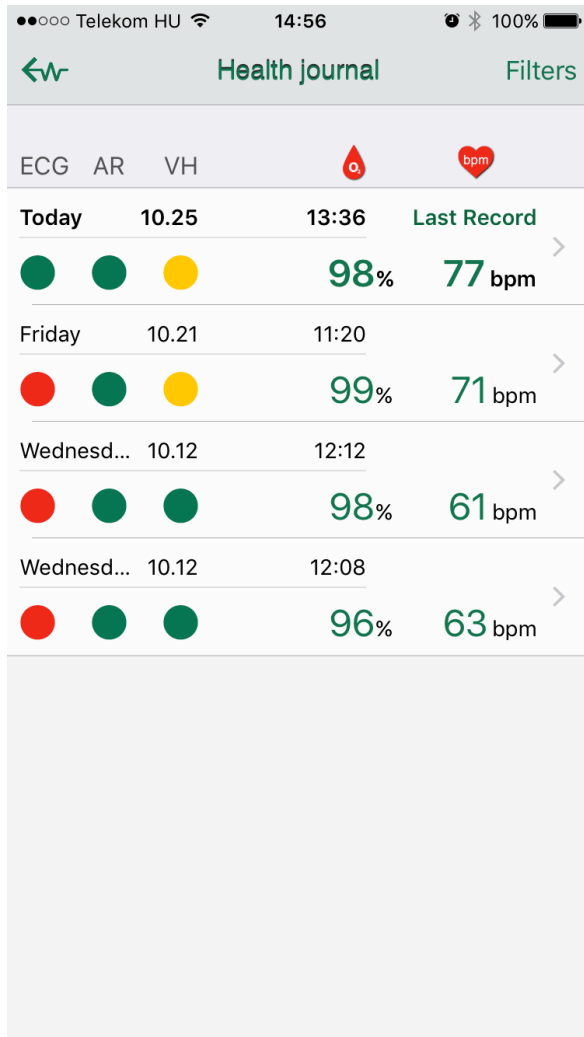 Telekom HU 14:56 100%
Health journal Filters
ECG AR VH O₂ bpm
Today 10.25 13:36 Last Record
98% 77 bpm
Friday 10.21 11:20
99% 71 bpm
Wednesd... 10.12 12:12
98% 61 bpm
Wednesd... 10.12 12:08
96% 63 bpm